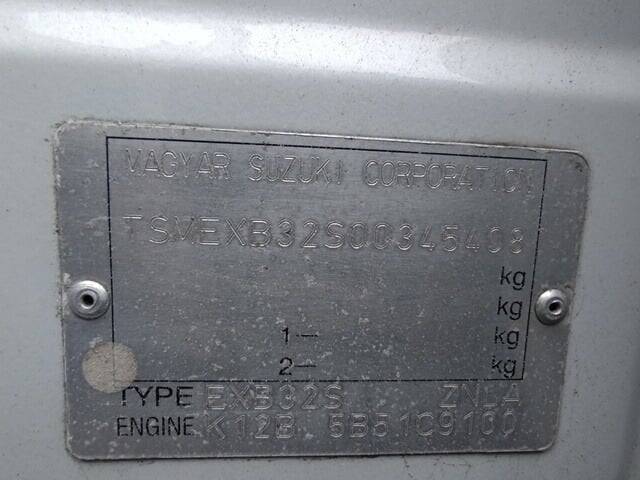 MAGYAR SUZUKI CORPORATION
TSMEXB32S00345408
kg
kg
1— kg
2— kg
TYPE EXB32S ZNLA
ENGINE K12B 5B51C9100